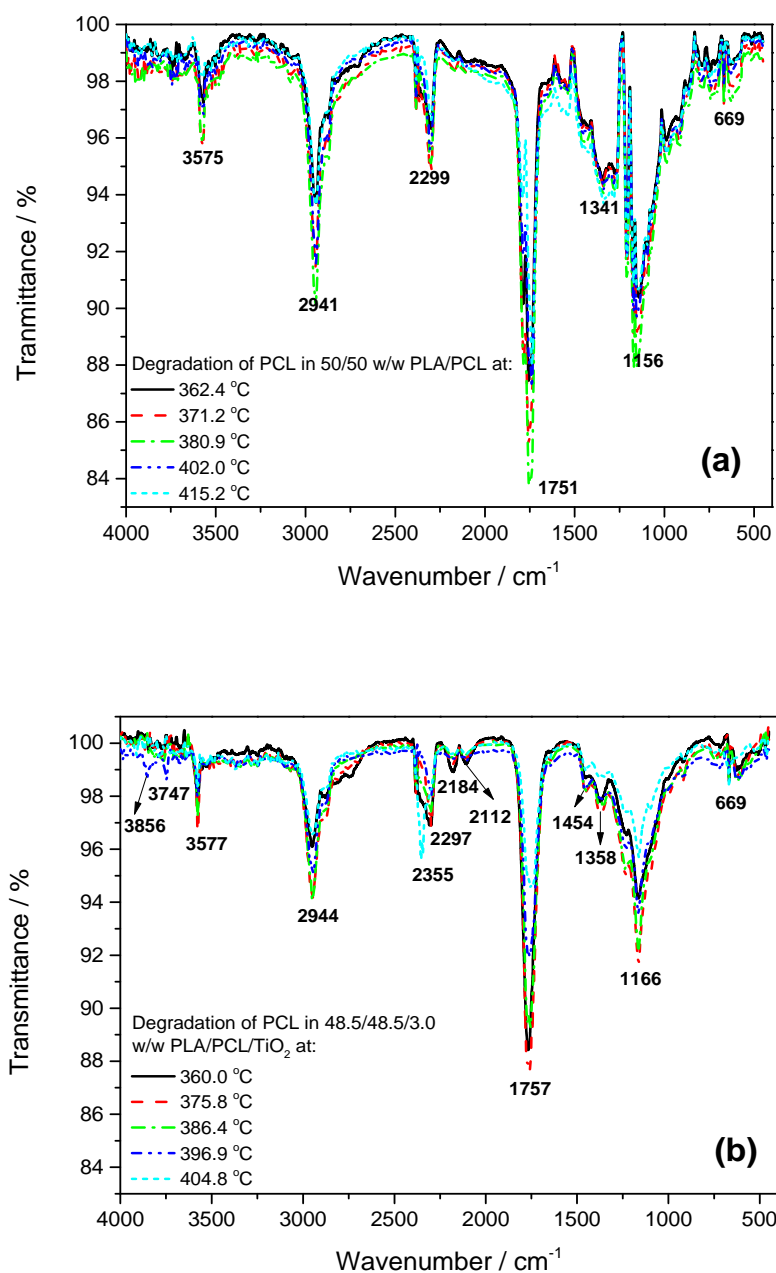 100
98
96
94
92
90
88
86
84
Tranmittance / %
3575
2941
2299
1751
1341
1156
669
Degradation of PCL in 50/50 w/w PLA/PCL at:
362.4 °C
371.2 °C
380.9 °C
402.0 °C
415.2 °C
(a)
4000 3500 3000 2500 2000 1500 1000 500
Wavenumber / cm⁻¹
100
98
96
94
92
90
88
86
84
Transmittance / %
3856
3747
3577
2944
2355
2297
2184
2112
1757
1454
1358
1166
669
Degradation of PCL in 48.5/48.5/3.0
w/w PLA/PCL/TiO₂ at:
360.0 °C
375.8 °C
386.4 °C
396.9 °C
404.8 °C
(b)
4000 3500 3000 2500 2000 1500 1000 500
Wavenumber / cm⁻¹